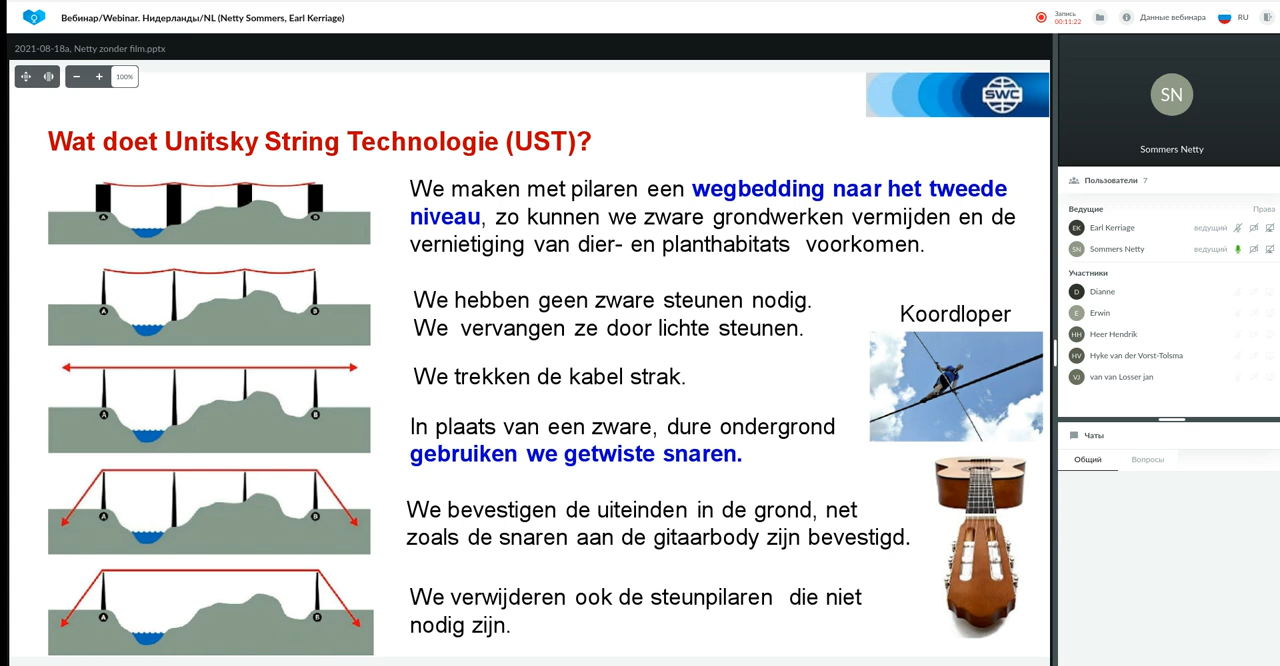 Вебинар/Webinar. Нидерланды/NL (Netty Sommers, Earl Kerriage)
Запись
00:11:22
Данные вебинара
RU
2021-08-18a, Netty zonder film.pptx
100%
SWC
SN
Sommers Netty
Wat doet Unitsky String Technologie (UST)?
We maken met pilaren een wegbedding naar het tweede
niveau, zo kunnen we zware grondwerken vermijden en de
vernietiging van dier- en planthabitats voorkomen.
A
B
We hebben geen zware steunen nodig.
We vervangen ze door lichte steunen.
A
B
Koordloper
We trekken de kabel strak.
A
B
In plaats van een zware, dure ondergrond
gebruiken we getwiste snaren.
A
B
We bevestigen de uiteinden in de grond, net
zoals de snaren aan de gitaarbody zijn bevestigd.
We verwijderen ook de steunpilaren die niet
nodig zijn.
A
B
Пользователи 7
Ведущие
Права
EK Earl Kerriage ведущий
SN Sommers Netty ведущий
Участники
D Dianne
E Erwin
HH Heer Hendrik
HV Hyke van der Vorst-Tolsma
VJ van van Losser jan
Чаты
Общий
Вопросы